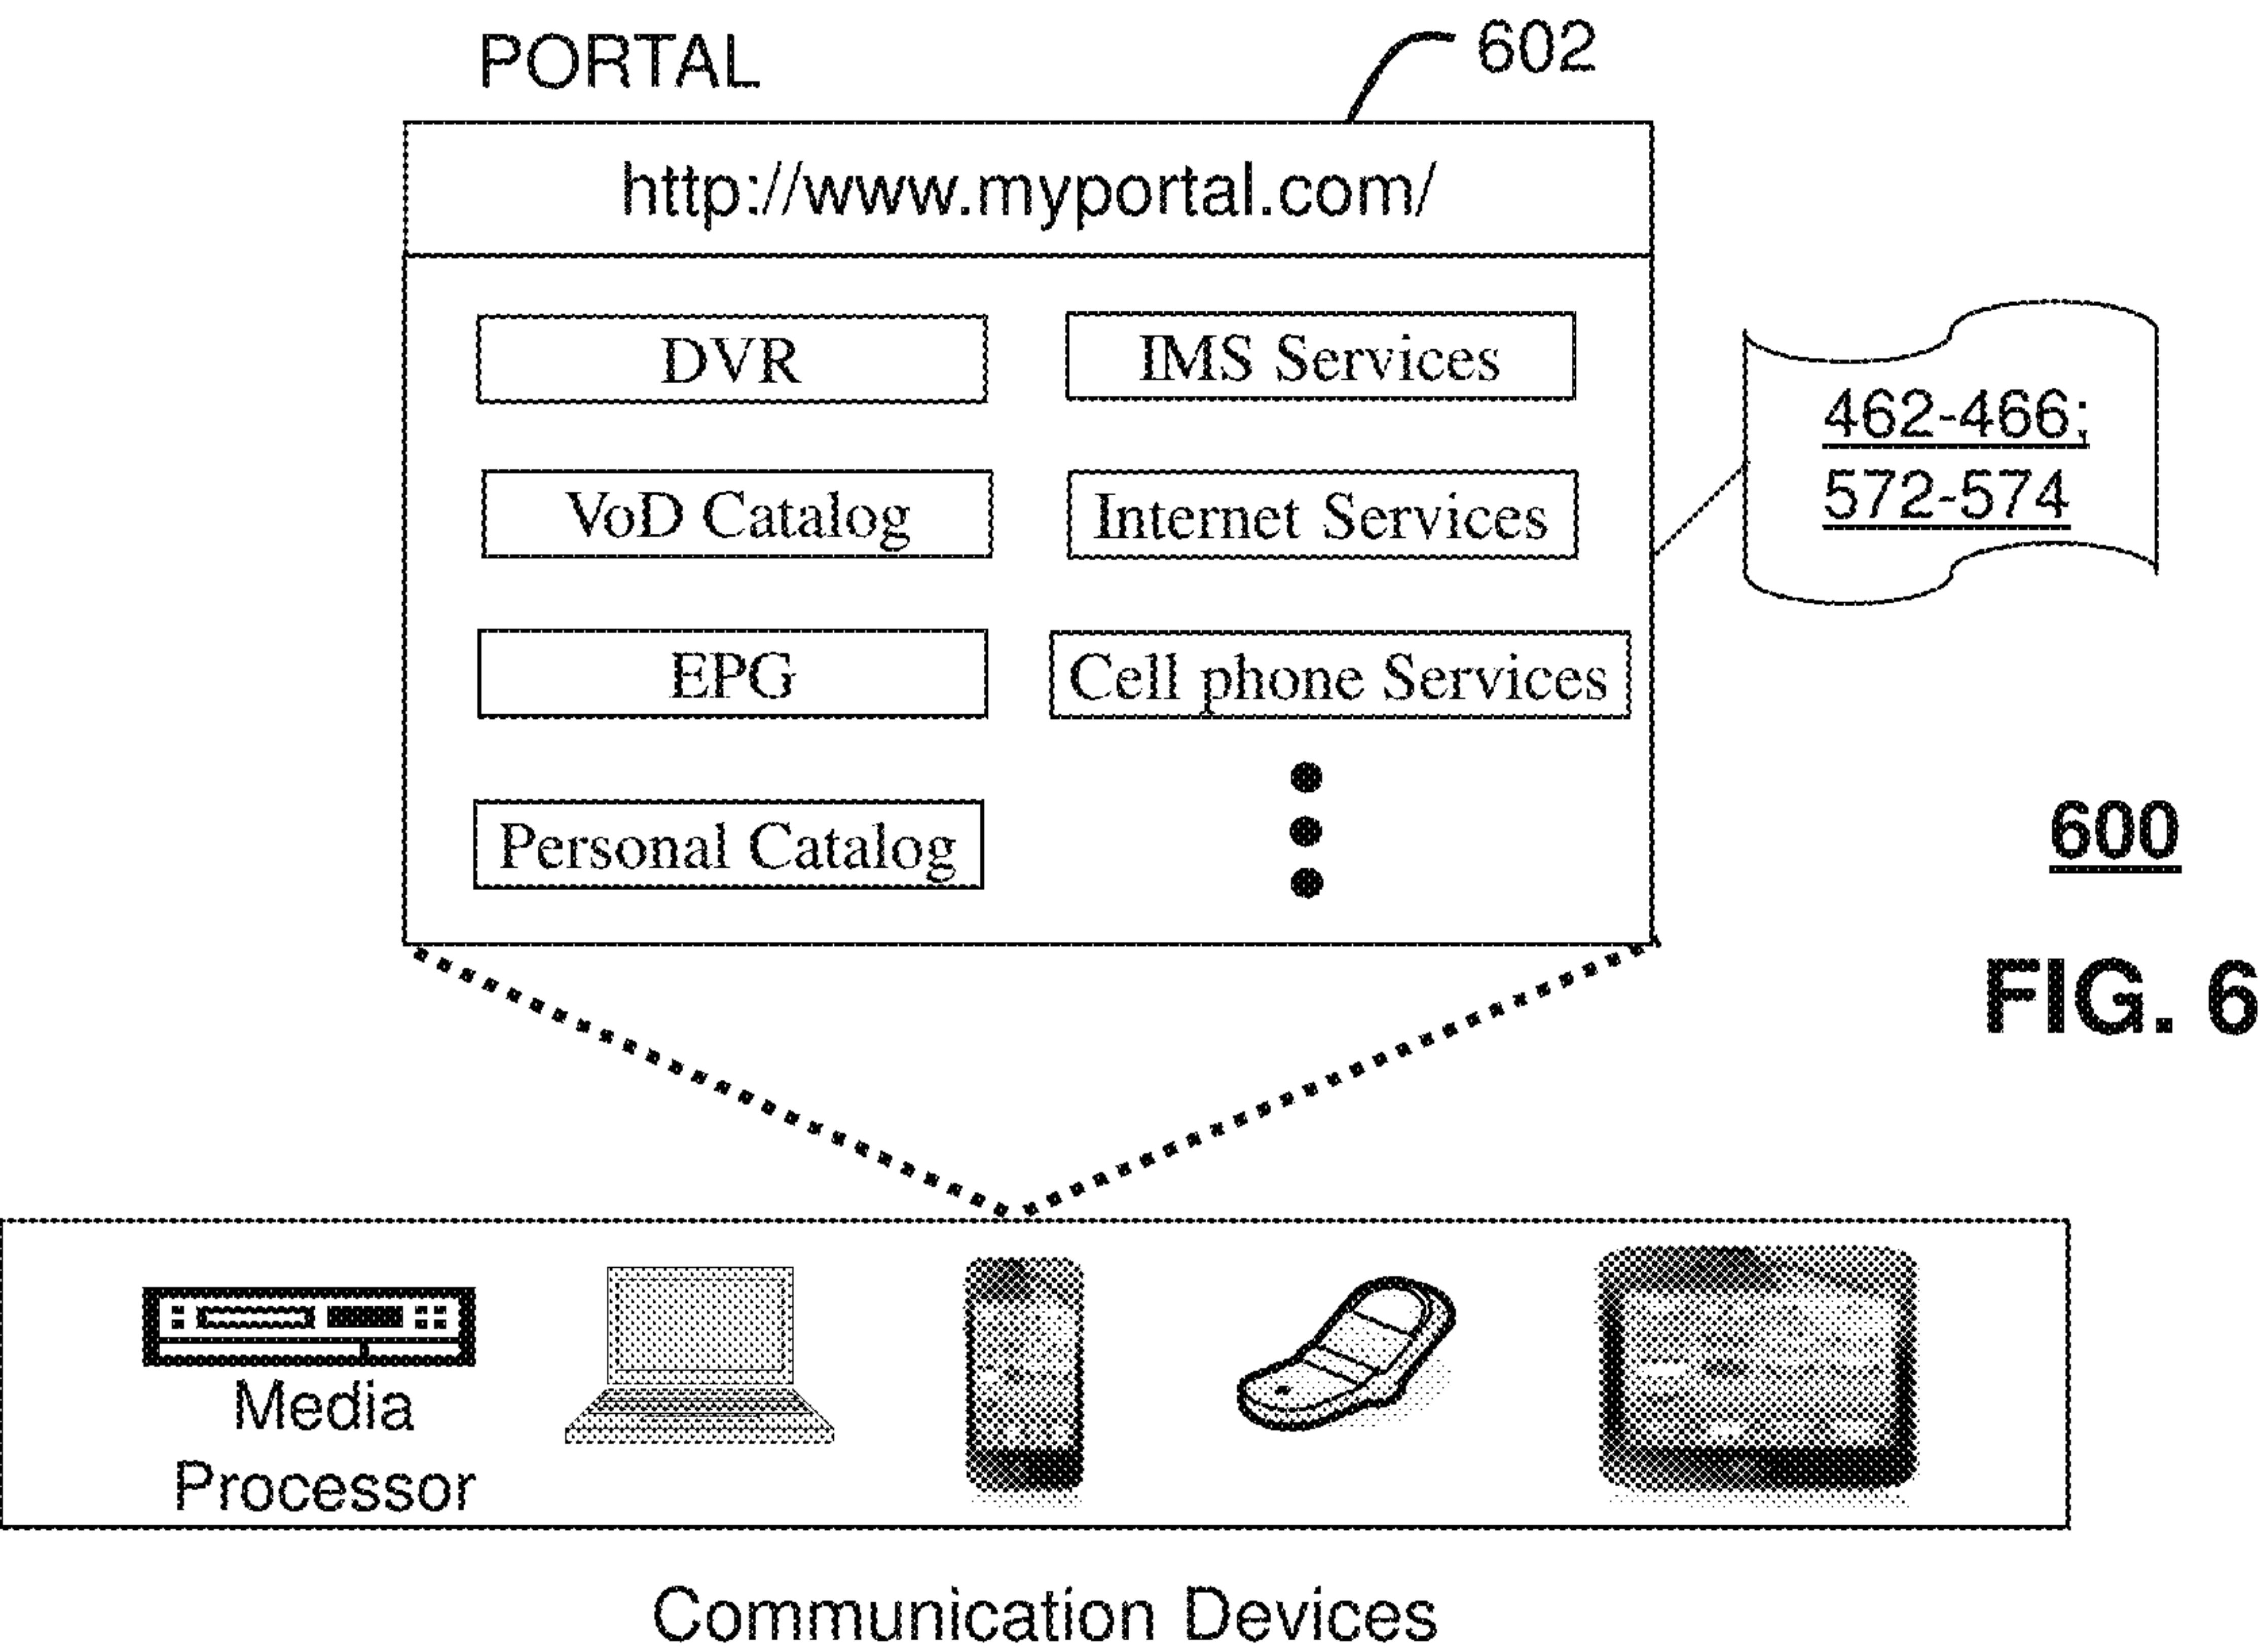 PORTAL
602
http://www.myportal.com/
DVR
IMS Services
462-466;
572-574
VoD Catalog
Internet Services
EPG
Cell phone Services
Personal Catalog
600
FIG. 6
Media
Processor
Communication Devices